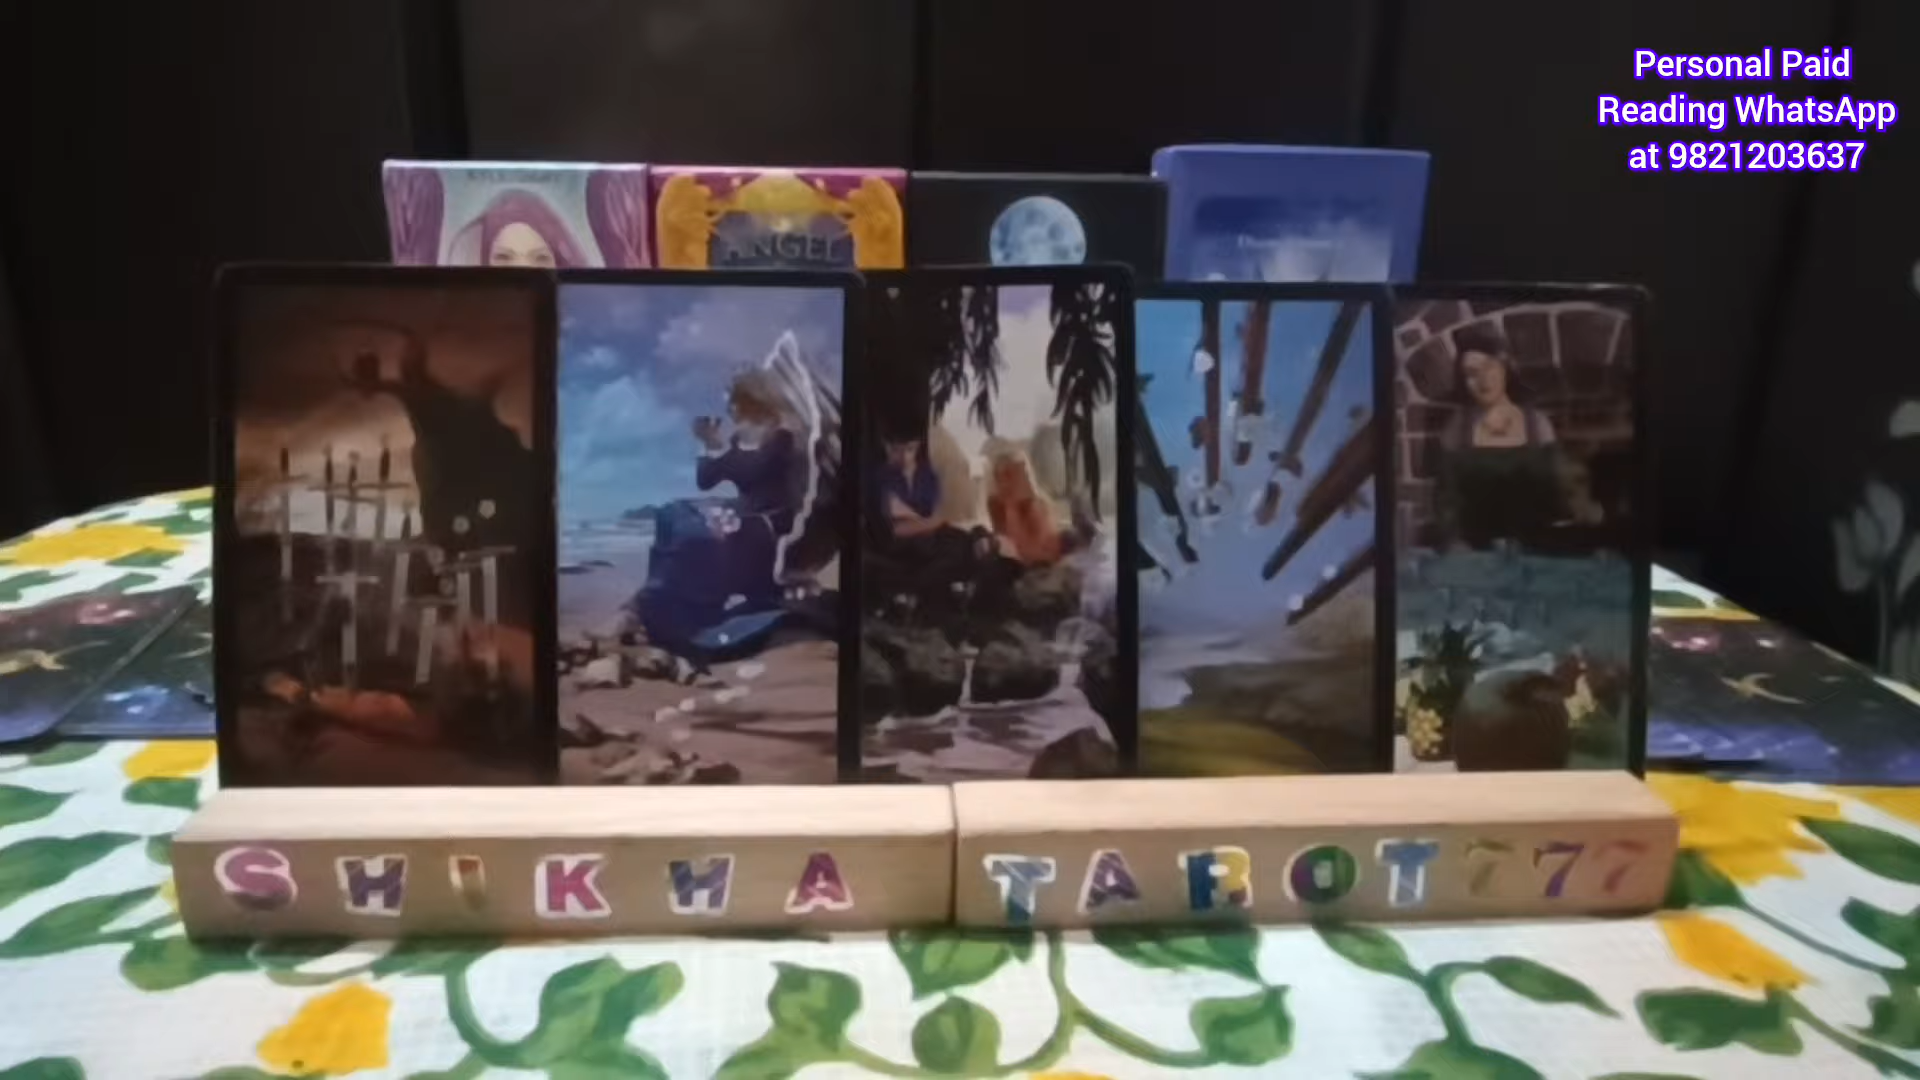 Personal Paid
Reading WhatsApp
at 9821203637
ANGEL
SHIKHA TAROT777